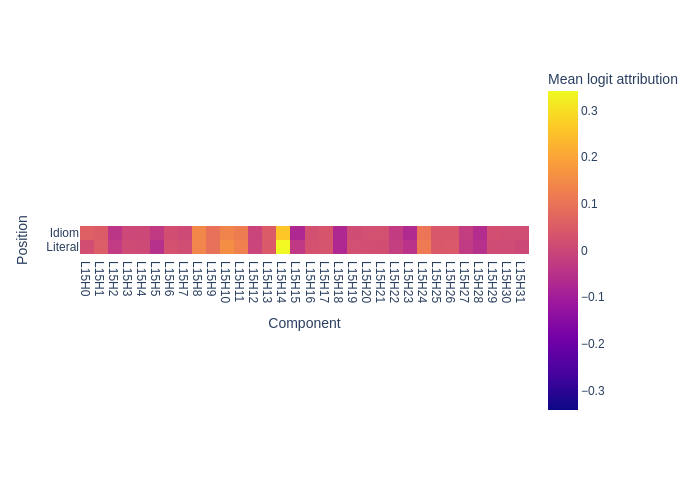 Mean logit attribution
0.3
0.2
0.1
0
−0.1
−0.2
−0.3
Position
Idiom
Literal
L15H0
L15H1
L15H2
L15H3
L15H4
L15H5
L15H6
L15H7
L15H8
L15H9
L15H10
L15H11
L15H12
L15H13
L15H14
L15H15
L15H16
L15H17
L15H18
L15H19
L15H20
L15H21
L15H22
L15H23
L15H24
L15H25
L15H26
L15H27
L15H28
L15H29
L15H30
L15H31
Component